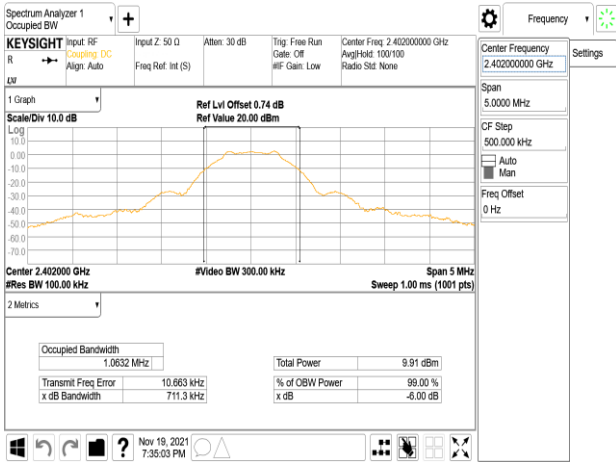 Spectrum Analyzer 1
Occupied BW
Frequency
KEYSIGHT
R
LXI
Input: RF
Coupling: DC
Align: Auto
Input Z: 50 Ω
Freq Ref: Int (S)
Atten: 30 dB
Trig: Free Run
Gate: Off
#IF Gain: Low
Center Freq: 2.402000000 GHz
Avg|Hold: 100/100
Radio Std: None
Center Frequency
2.402000000 GHz
Settings
Span
5.0000 MHz
CF Step
500.000 kHz
Auto
Man
Freq Offset
0 Hz
1 Graph
Scale/Div 10.0 dB
Ref Lvl Offset 0.74 dB
Ref Value 20.00 dBm
Log
10.0
0.00
-10.0
-20.0
-30.0
-40.0
-50.0
-60.0
-70.0
Center 2.402000 GHz
#Video BW 300.00 kHz
Span 5 MHz
#Res BW 100.00 kHz
Sweep 1.00 ms (1001 pts)
2 Metrics
Occupied Bandwidth
1.0632 MHz
Total Power 9.91 dBm
Transmit Freq Error 10.663 kHz
% of OBW Power 99.00 %
x dB Bandwidth 711.3 kHz
x dB -6.00 dB
?
Nov 19, 2021
7:35:03 PM